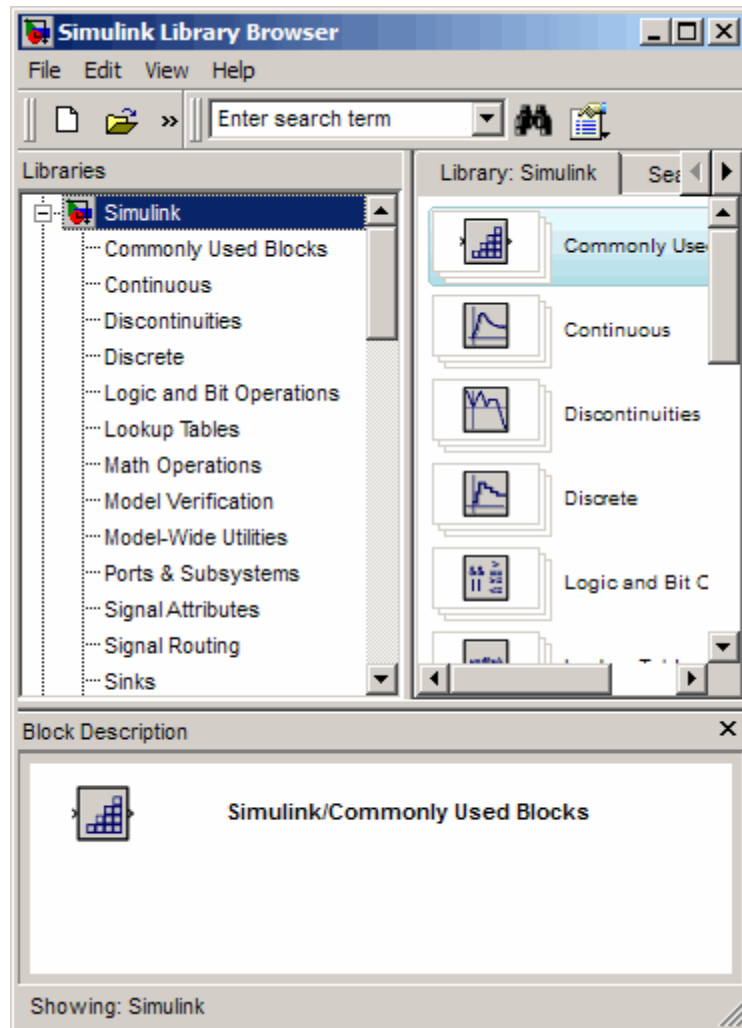 Simulink Library Browser
File Edit View Help
» Enter search term
Libraries
Simulink
Commonly Used Blocks
Continuous
Discontinuities
Discrete
Logic and Bit Operations
Lookup Tables
Math Operations
Model Verification
Model-Wide Utilities
Ports & Subsystems
Signal Attributes
Signal Routing
Sinks
Library: Simulink
Commonly Use
Continuous
Discontinuities
Discrete
Logic and Bit
Block Description
Simulink/Commonly Used Blocks
Showing: Simulink